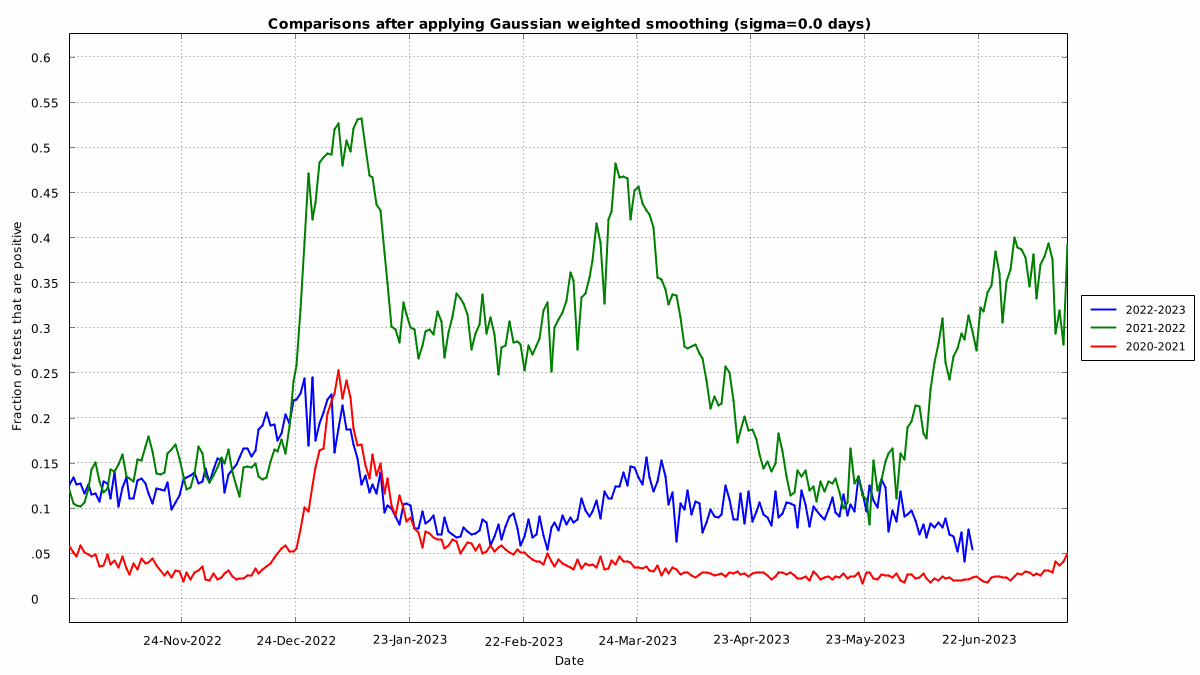 Comparisons after applying Gaussian weighted smoothing (sigma=0.0 days)
0.6
0.55
0.5
0.45
0.4
0.35
0.3
0.25
0.2
0.15
0.1
.05
0
Fraction of tests that are positive
24-Nov-2022
24-Dec-2022
23-Jan-2023
22-Feb-2023
24-Mar-2023
23-Apr-2023
23-May-2023
22-Jun-2023
Date
2022-2023
2021-2022
2020-2021